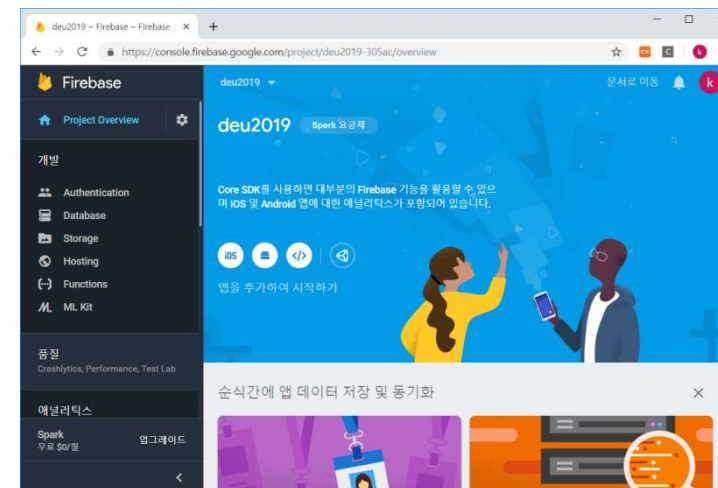 deu2019 – Firebase – Firebase
https://console.firebase.google.com/project/deu2019-305ac/overview
k
Firebase
Project Overview
개발
Authentication
Database
Storage
Hosting
Functions
ML Kit
품질
Crashlytics, Performance, Test Lab
애널리틱스
Spark
무료 $0/월
업그레이드
deu2019
문서로 이동
k
deu2019
Spark 요금제
Core SDK를 사용하면 대부분의 Firebase 기능을 활용할 수 있으
며 iOS 및 Android 앱에 대한 애널리틱스가 포함되어 있습니다.
iOS
앱을 추가하여 시작하기
순식간에 앱 데이터 저장 및 동기화